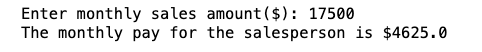 Enter monthly sales amount($): 17500
The monthly pay for the salesperson is $4625.0